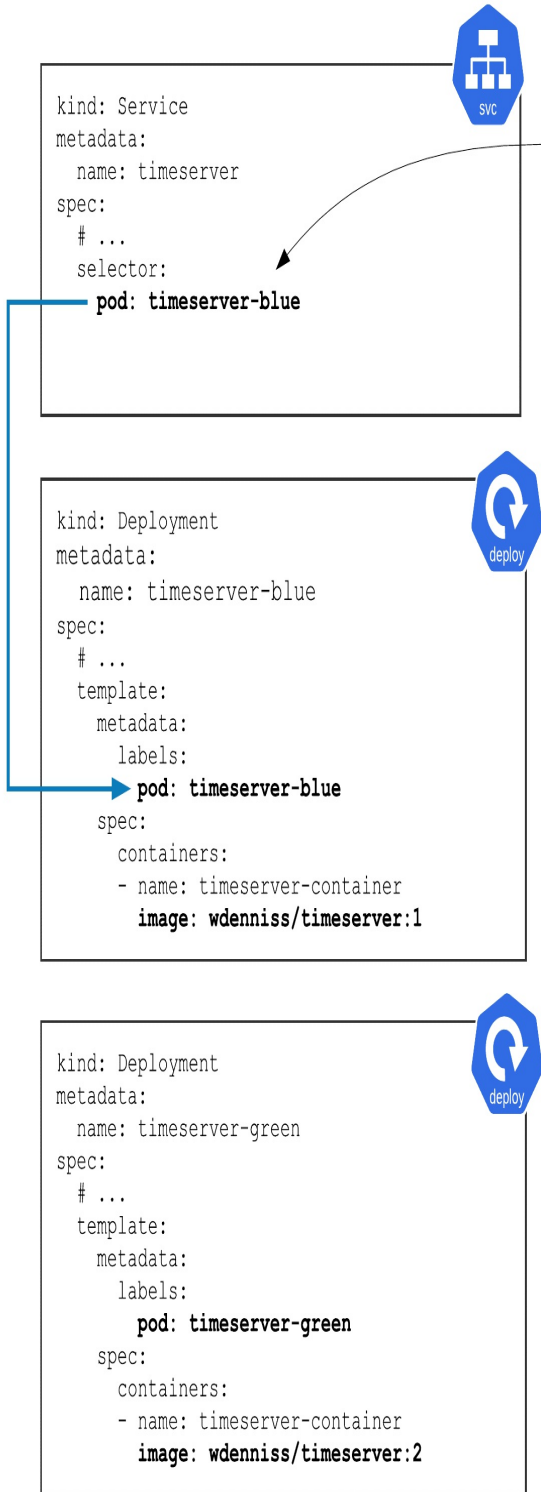 svc
kind: Service
metadata:
  name: timeserver
spec:
  # ...
  selector:
    pod: timeserver-blue
deploy
kind: Deployment
metadata:
  name: timeserver-blue
spec:
  # ...
  template:
    metadata:
      labels:
        pod: timeserver-blue
    spec:
      containers:
      - name: timeserver-container
        image: wdenniss/timeserver:1
deploy
kind: Deployment
metadata:
  name: timeserver-green
spec:
  # ...
  template:
    metadata:
      labels:
        pod: timeserver-green
    spec:
      containers:
      - name: timeserver-container
        image: wdenniss/timeserver:2